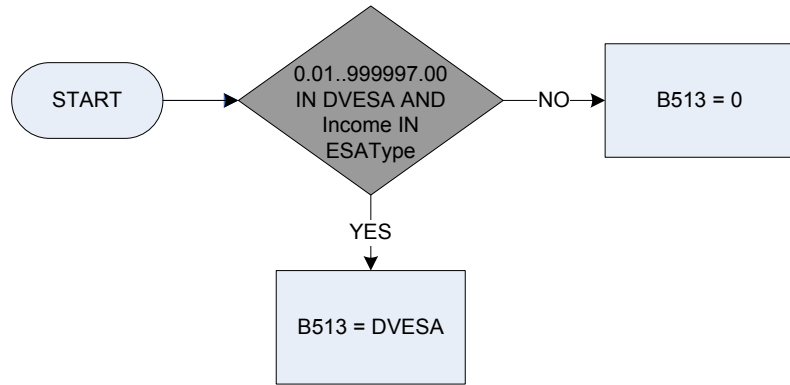 START
0.01..999997.00
IN DVESA AND
Income IN
ESAType
NO
B513 = 0
YES
B513 = DVESA